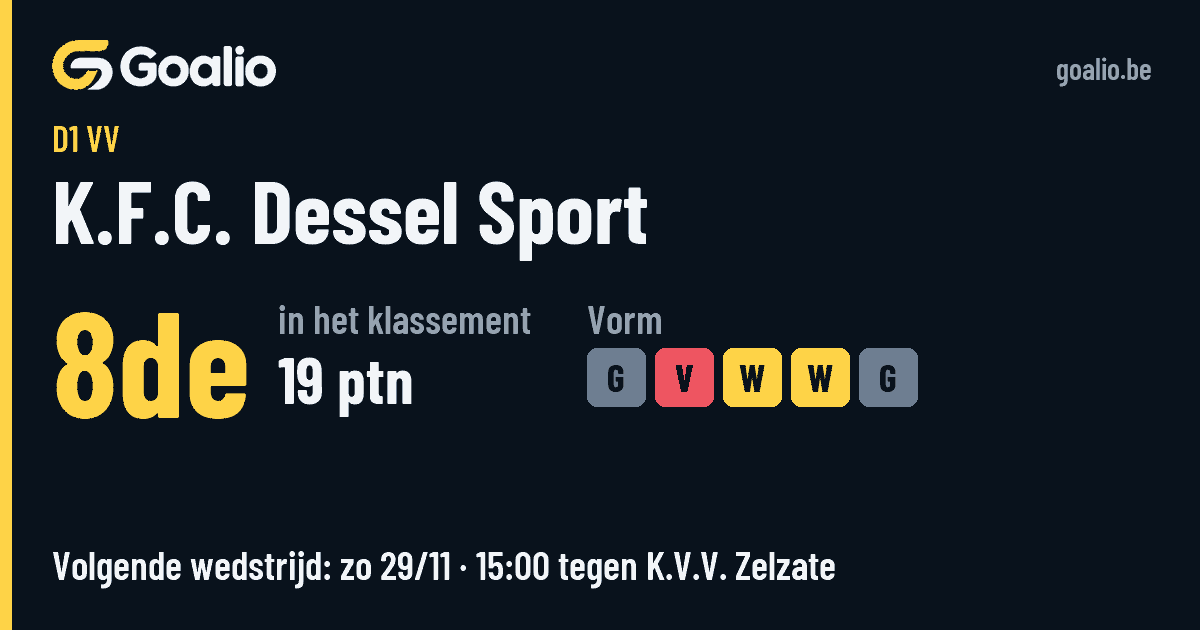 Goalio
goalio.be
D1 VV
K.F.C. Dessel Sport
8de
in het klassement
19 ptn
Vorm
G V W W G
Volgende wedstrijd: zo 29/11 · 15:00 tegen K.V.V. Zelzate